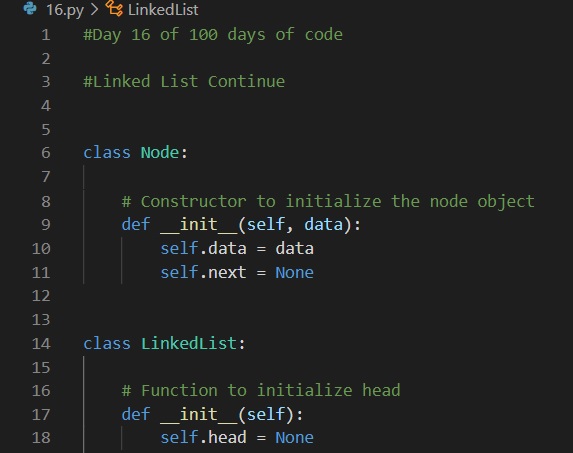 16.py > LinkedList
1 #Day 16 of 100 days of code
2
3 #Linked List Continue
4
5
6 class Node:
7
8     # Constructor to initialize the node object
9     def __init__(self, data):
10         self.data = data
11         self.next = None
12
13
14 class LinkedList:
15
16     # Function to initialize head
17     def __init__(self):
18         self.head = None